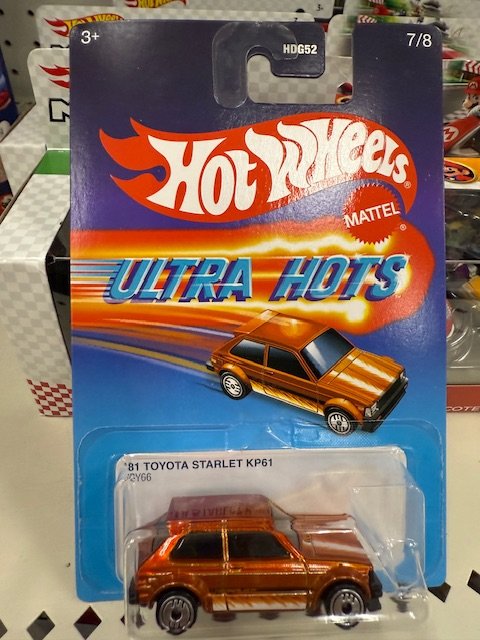 3+
HDG52
7/8
HOT WHEELS
MATTEL
ULTRA HOTS
'81 TOYOTA STARLET KP61